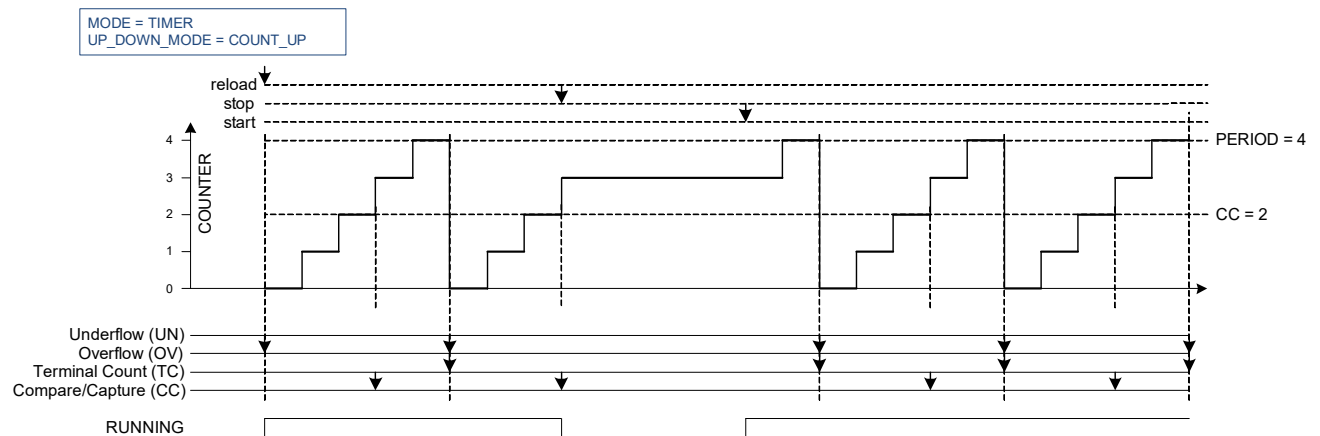 MODE = TIMER
UP_DOWN_MODE = COUNT_UP
reload
stop
start
4
PERIOD = 4
3
COUNTER
2
CC = 2
1
0
Underflow (UN)
Overflow (OV)
Terminal Count (TC)
Compare/Capture (CC)
RUNNING